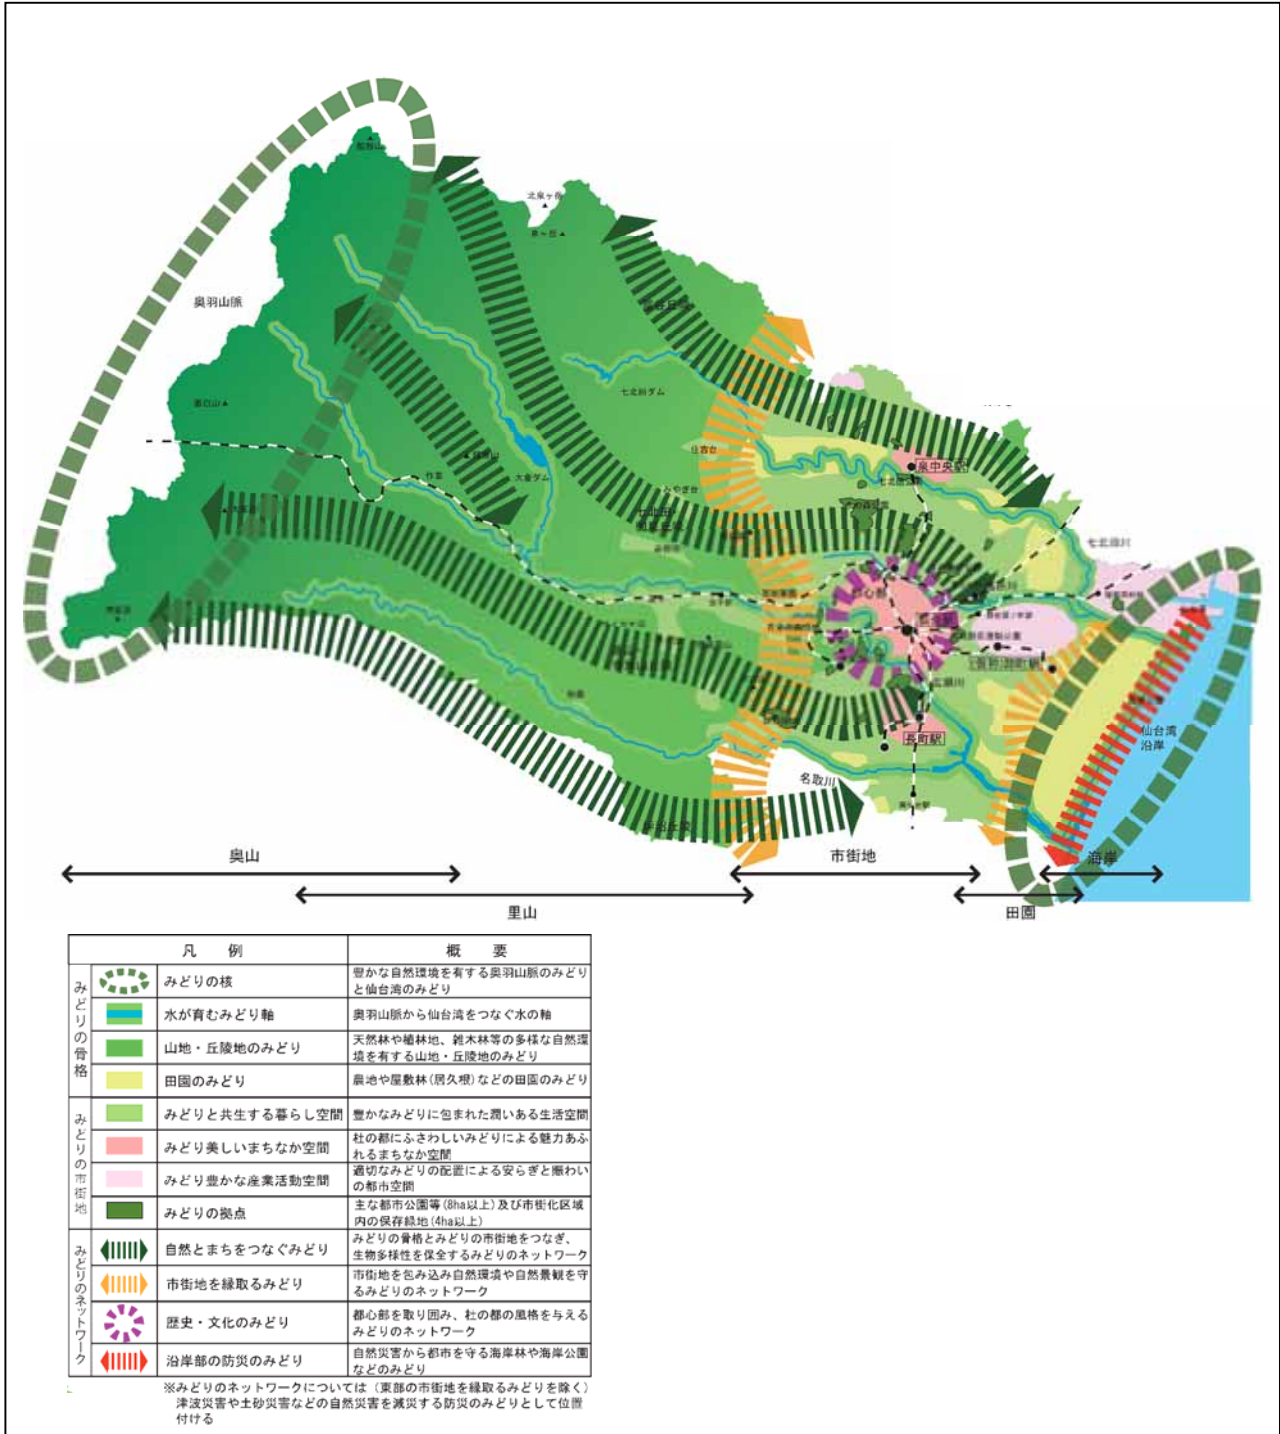 船形山
北泉ヶ岳
泉ヶ岳
奥羽山脈
七北田ダム
住吉台
泉中央駅
みやぎ台
作並
大倉ダム
七北田川
都心部
広瀬川
長町駅
仙台湾
沿岸
名取川
奥山
市街地
海岸
里山
田園
凡 例
概 要
みどりの骨格
みどりの核
豊かな自然環境を有する奥羽山脈のみどり
と仙台湾のみどり
水が育むみどり軸
奥羽山脈から仙台湾をつなぐ水の軸
山地・丘陵地のみどり
天然林や植林地、雑木林等の多様な自然環
境を有する山地・丘陵地のみどり
田園のみどり
農地や屋敷林(居久根)などの田園のみどり
みどりの市街地
みどりと共生する暮らし空間
豊かなみどりに包まれた潤いある生活空間
みどり美しいまちなか空間
杜の都にふさわしいみどりによる魅力あふ
れるまちなか空間
みどり豊かな産業活動空間
適切なみどりの配置による安らぎと賑わい
の都市空間
みどりの拠点
主な都市公園等(8ha以上)及び市街化区域
内の保存緑地(4ha以上)
みどりのネットワーク
自然とまちをつなぐみどり
みどりの骨格とみどりの市街地をつなぎ、
生物多様性を保全するみどりのネットワーク
市街地を縁取るみどり
市街地を包み込み自然環境や自然景観を守
るみどりのネットワーク
歴史・文化のみどり
都心部を取り囲み、杜の都の風格を与える
みどりのネットワーク
沿岸部の防災のみどり
自然災害から都市を守る海岸林や海岸公園
などのみどり
※みどりのネットワークについては（東部の市街地を縁取るみどりを除く）
津波災害や土砂災害などの自然災害を減災する防災のみどりとして位置
付ける